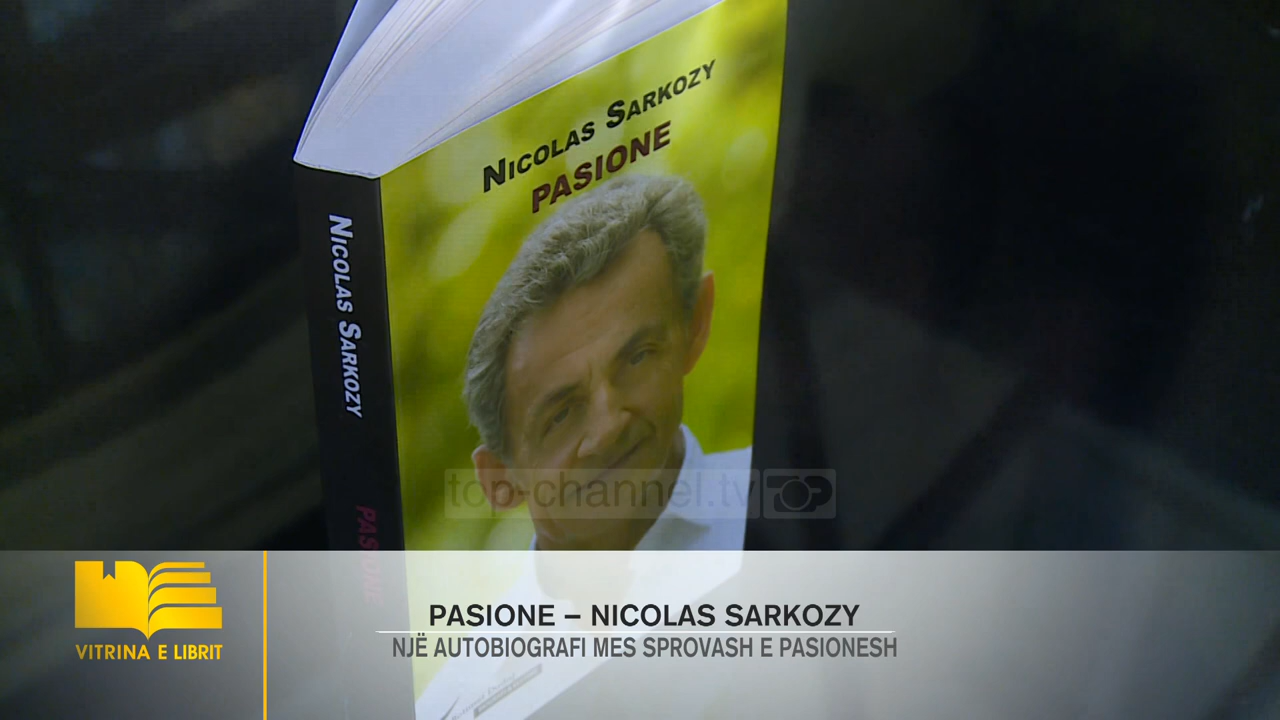 NICOLAS SARKOZY
PASIONE
NICOLAS SARKOZY
PASIONE
top-channel.tv
PASIONE – NICOLAS SARKOZY
NJË AUTOBIOGRAFI MES SPROVASH E PASIONESH
VITRINA E LIBRIT